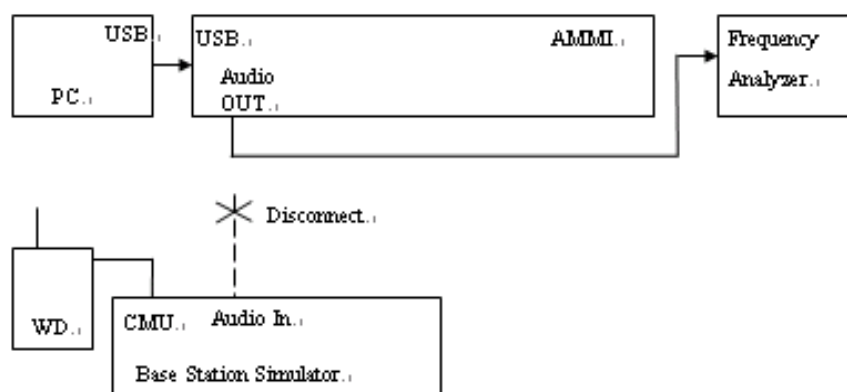 USB
PC.
USB.
AMMI.
Audio
OUT.
Frequency
Analyzer.
Disconnect.
WD.
CMU.
Audio In.
Base Station Simulator.